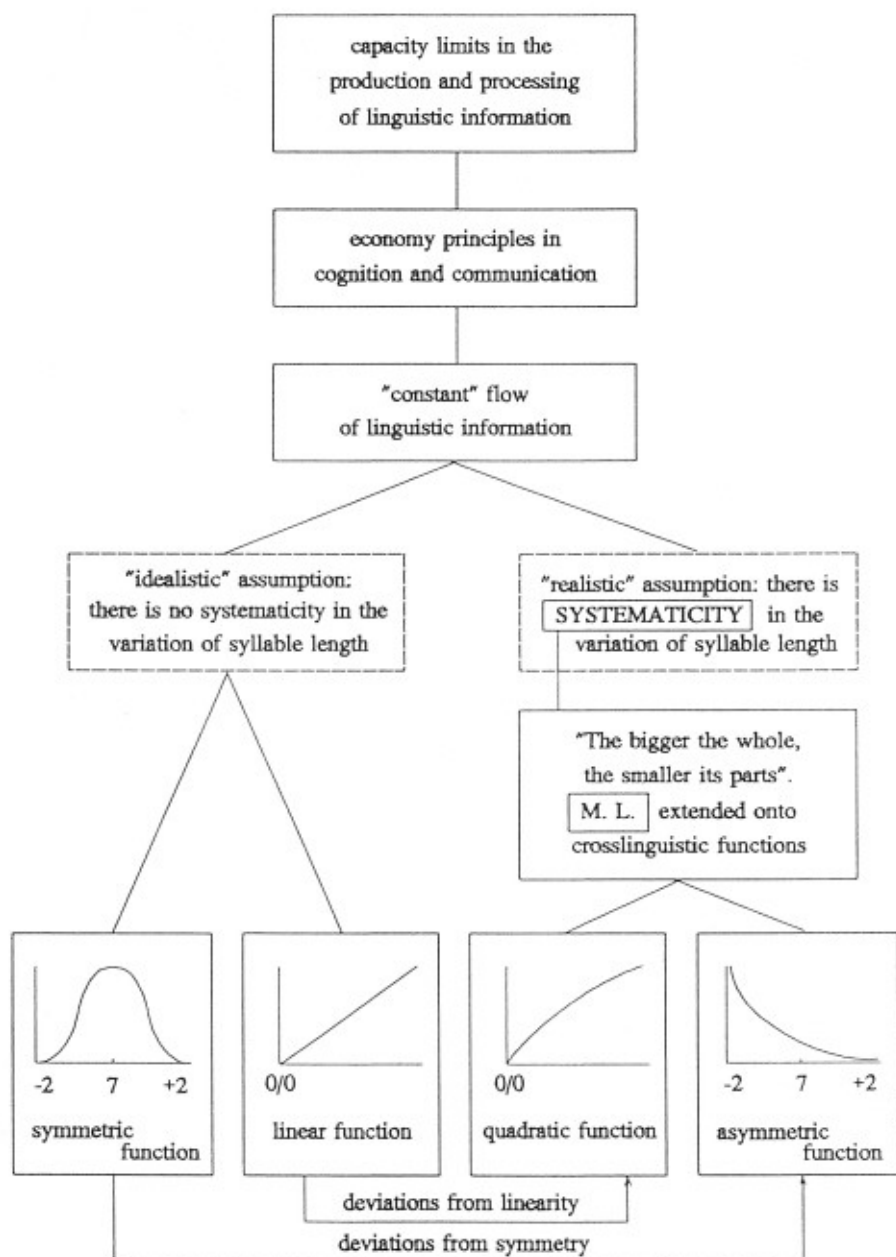 capacity limits in the
production and processing
of linguistic information
economy principles in
cognition and communication
"constant" flow
of linguistic information
"idealistic" assumption:
there is no systematicity in the
variation of syllable length
"realistic" assumption: there is
SYSTEMATICITY in the
variation of syllable length
"The bigger the whole,
the smaller its parts".
M. L. extended onto
crosslinguistic functions
-2 7 +2
symmetric
function
0/0
linear function
0/0
quadratic function
-2 7 +2
asymmetric
function
deviations from linearity
deviations from symmetry